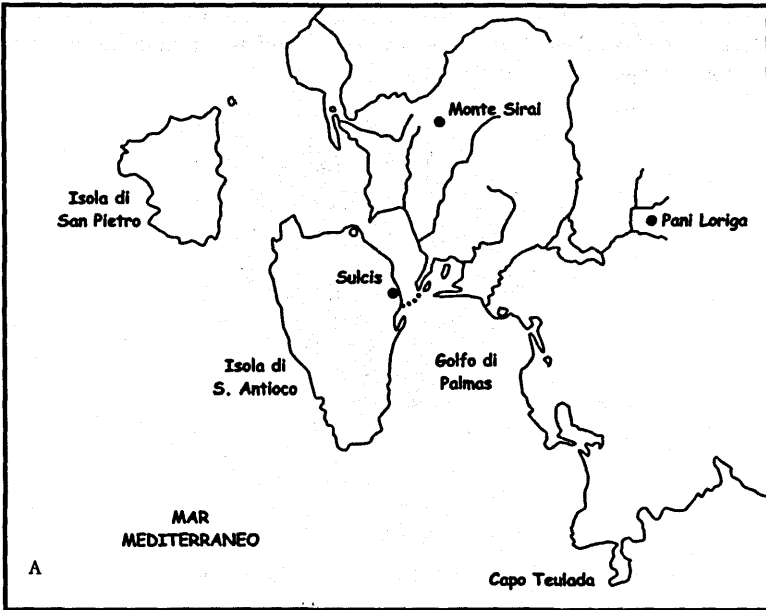 Monte Sirai
Isola di
San Pietro
Pani Loriga
Sulcis
Isola di
S. Antioco
Golfo di
Palmas
MAR
MEDITERRANEO
A
Capo Teulada